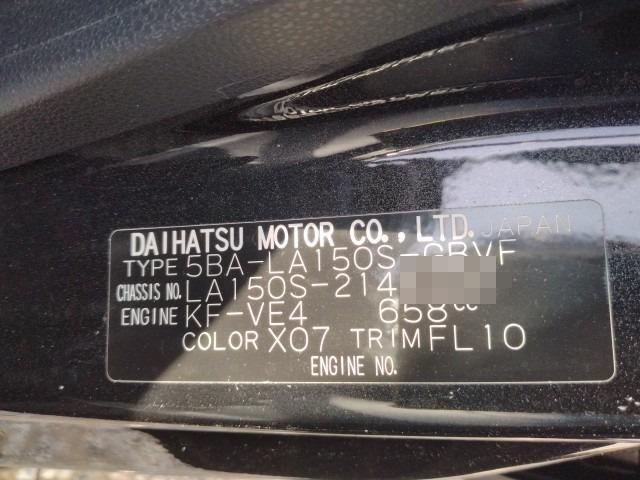 DAIHATSU MOTOR CO., LTD. JAPAN
TYPE 5BA-LA150S-GBVF
CHASSIS NO. LA150S-214
ENGINE KF-VE4 658cc
COLOR X07 TRIM FL10
ENGINE NO.